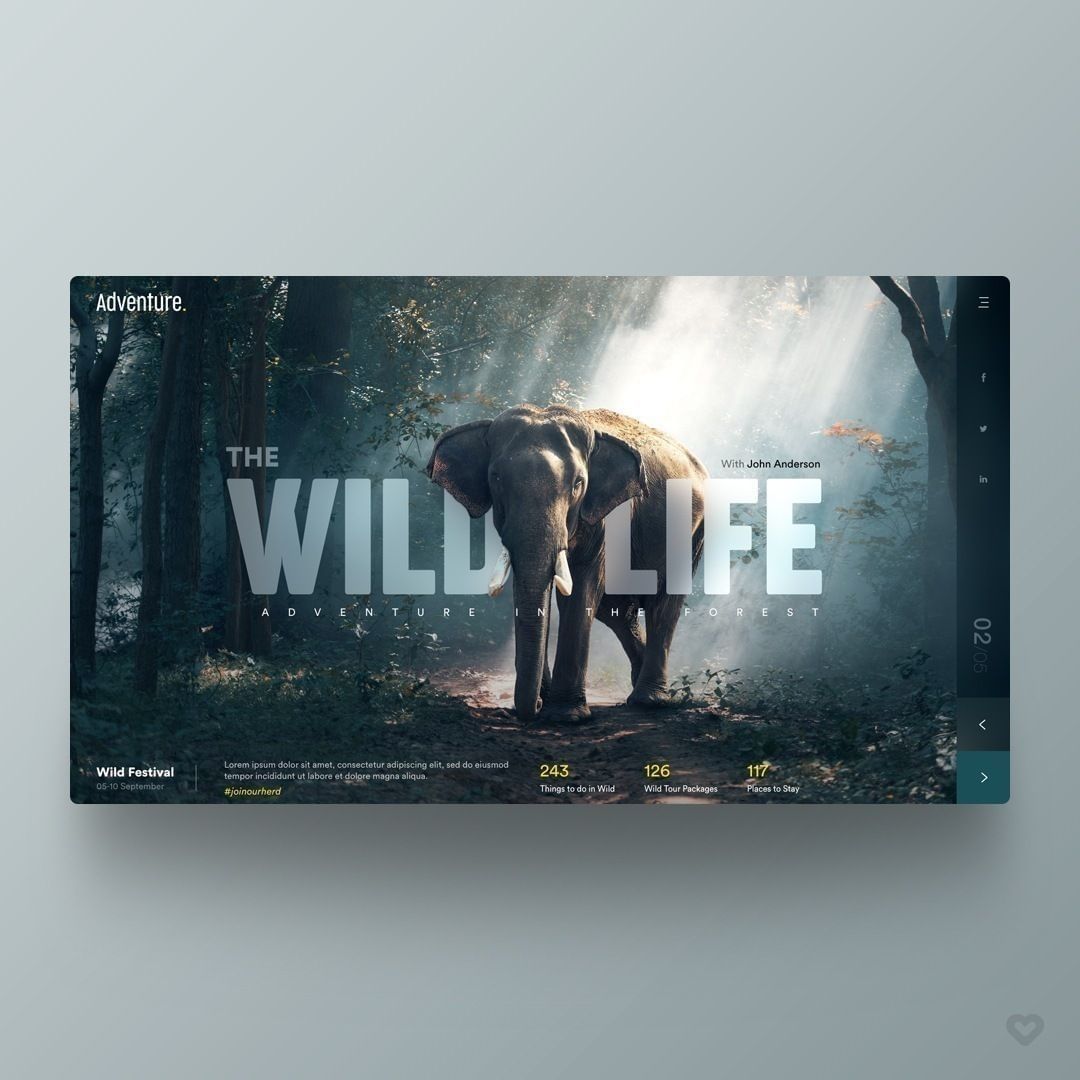 Adventure.
THE
With John Anderson
WILD LIFE
ADVENTURE IN THE FOREST
02/05
Wild Festival
05-10 September
Lorem ipsum dolor sit amet, consectetur adipiscing elit, sed do eiusmod
tempor incididunt ut labore et dolore magna aliqua.
#joinourherd
243
Things to do in Wild
126
Wild Tour Packages
117
Places to Stay